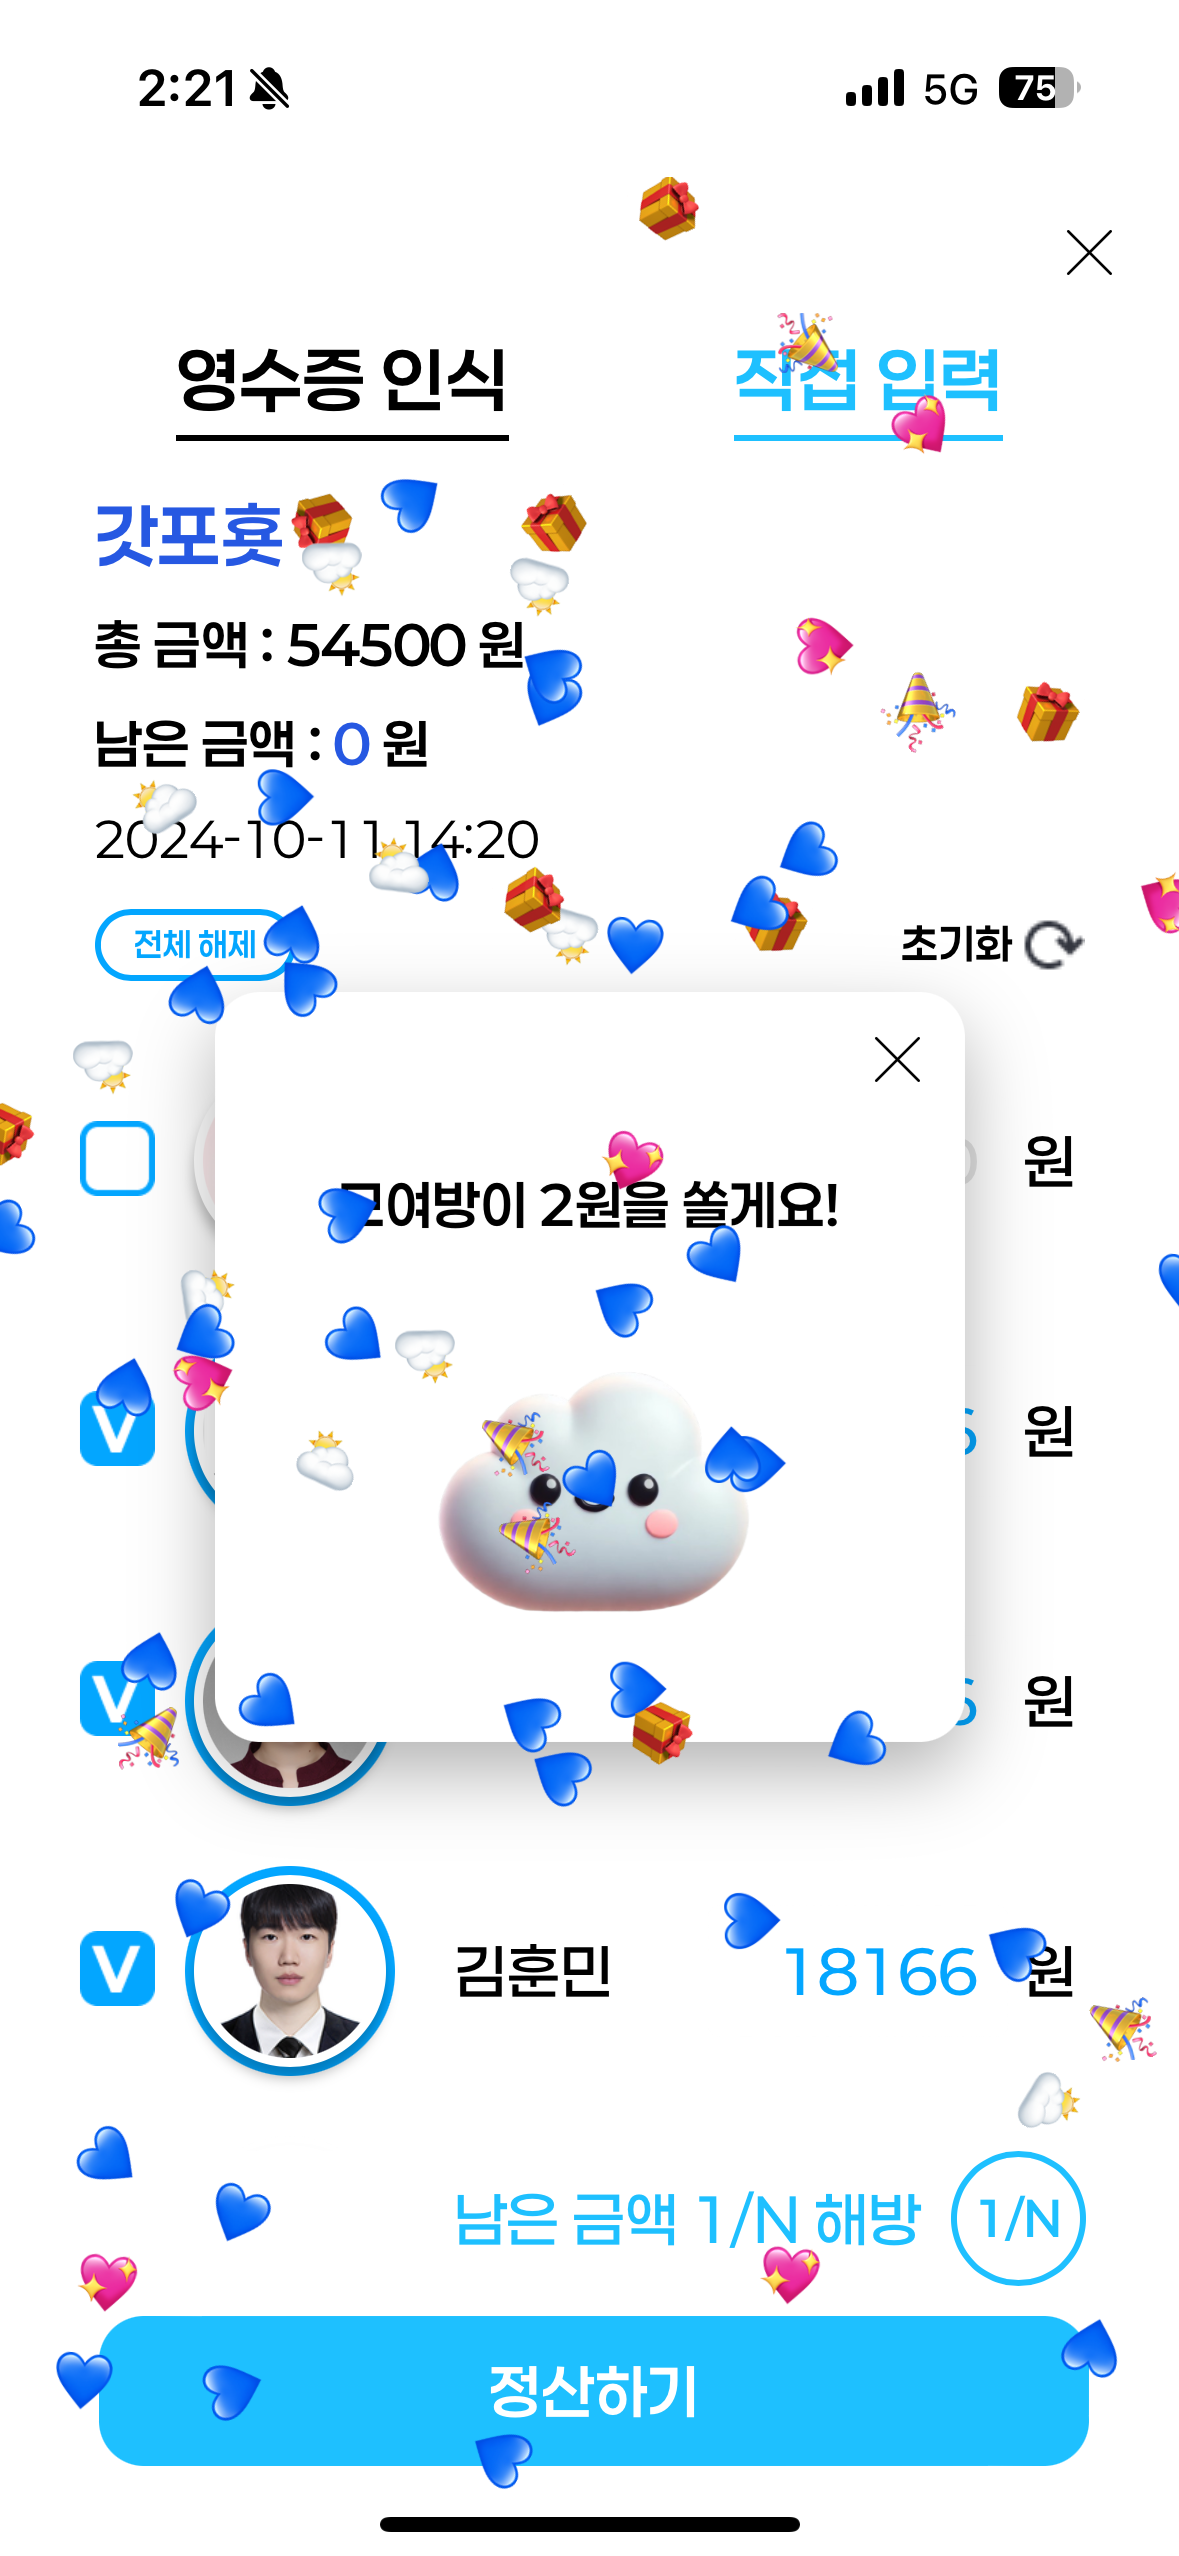 2:21 5G 75
영수증 인식 직접 입력
갓포횻
총 금액 : 54500 원
남은 금액 : 0 원
2024-10-11 14:20
전체 해제 초기화
모여방이 2원을 쏠게요!
원
원
원
김훈민 18166 원
남은 금액 1/N 해방 1/N
정산하기